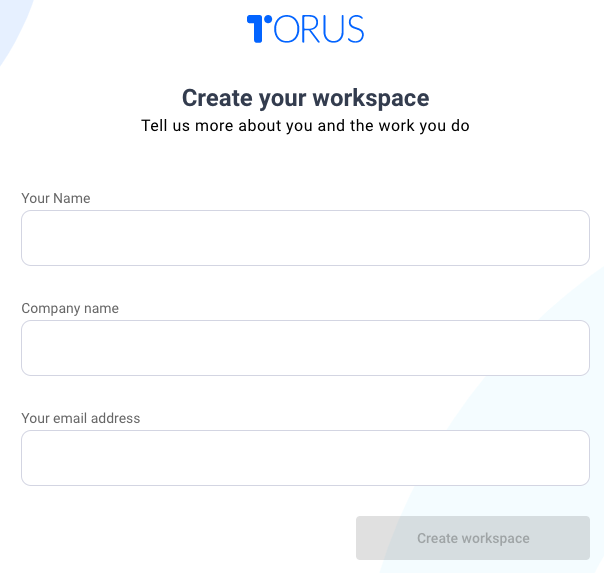 TORUS
Create your workspace
Tell us more about you and the work you do
Your Name
Company name
Your email address
Create workspace